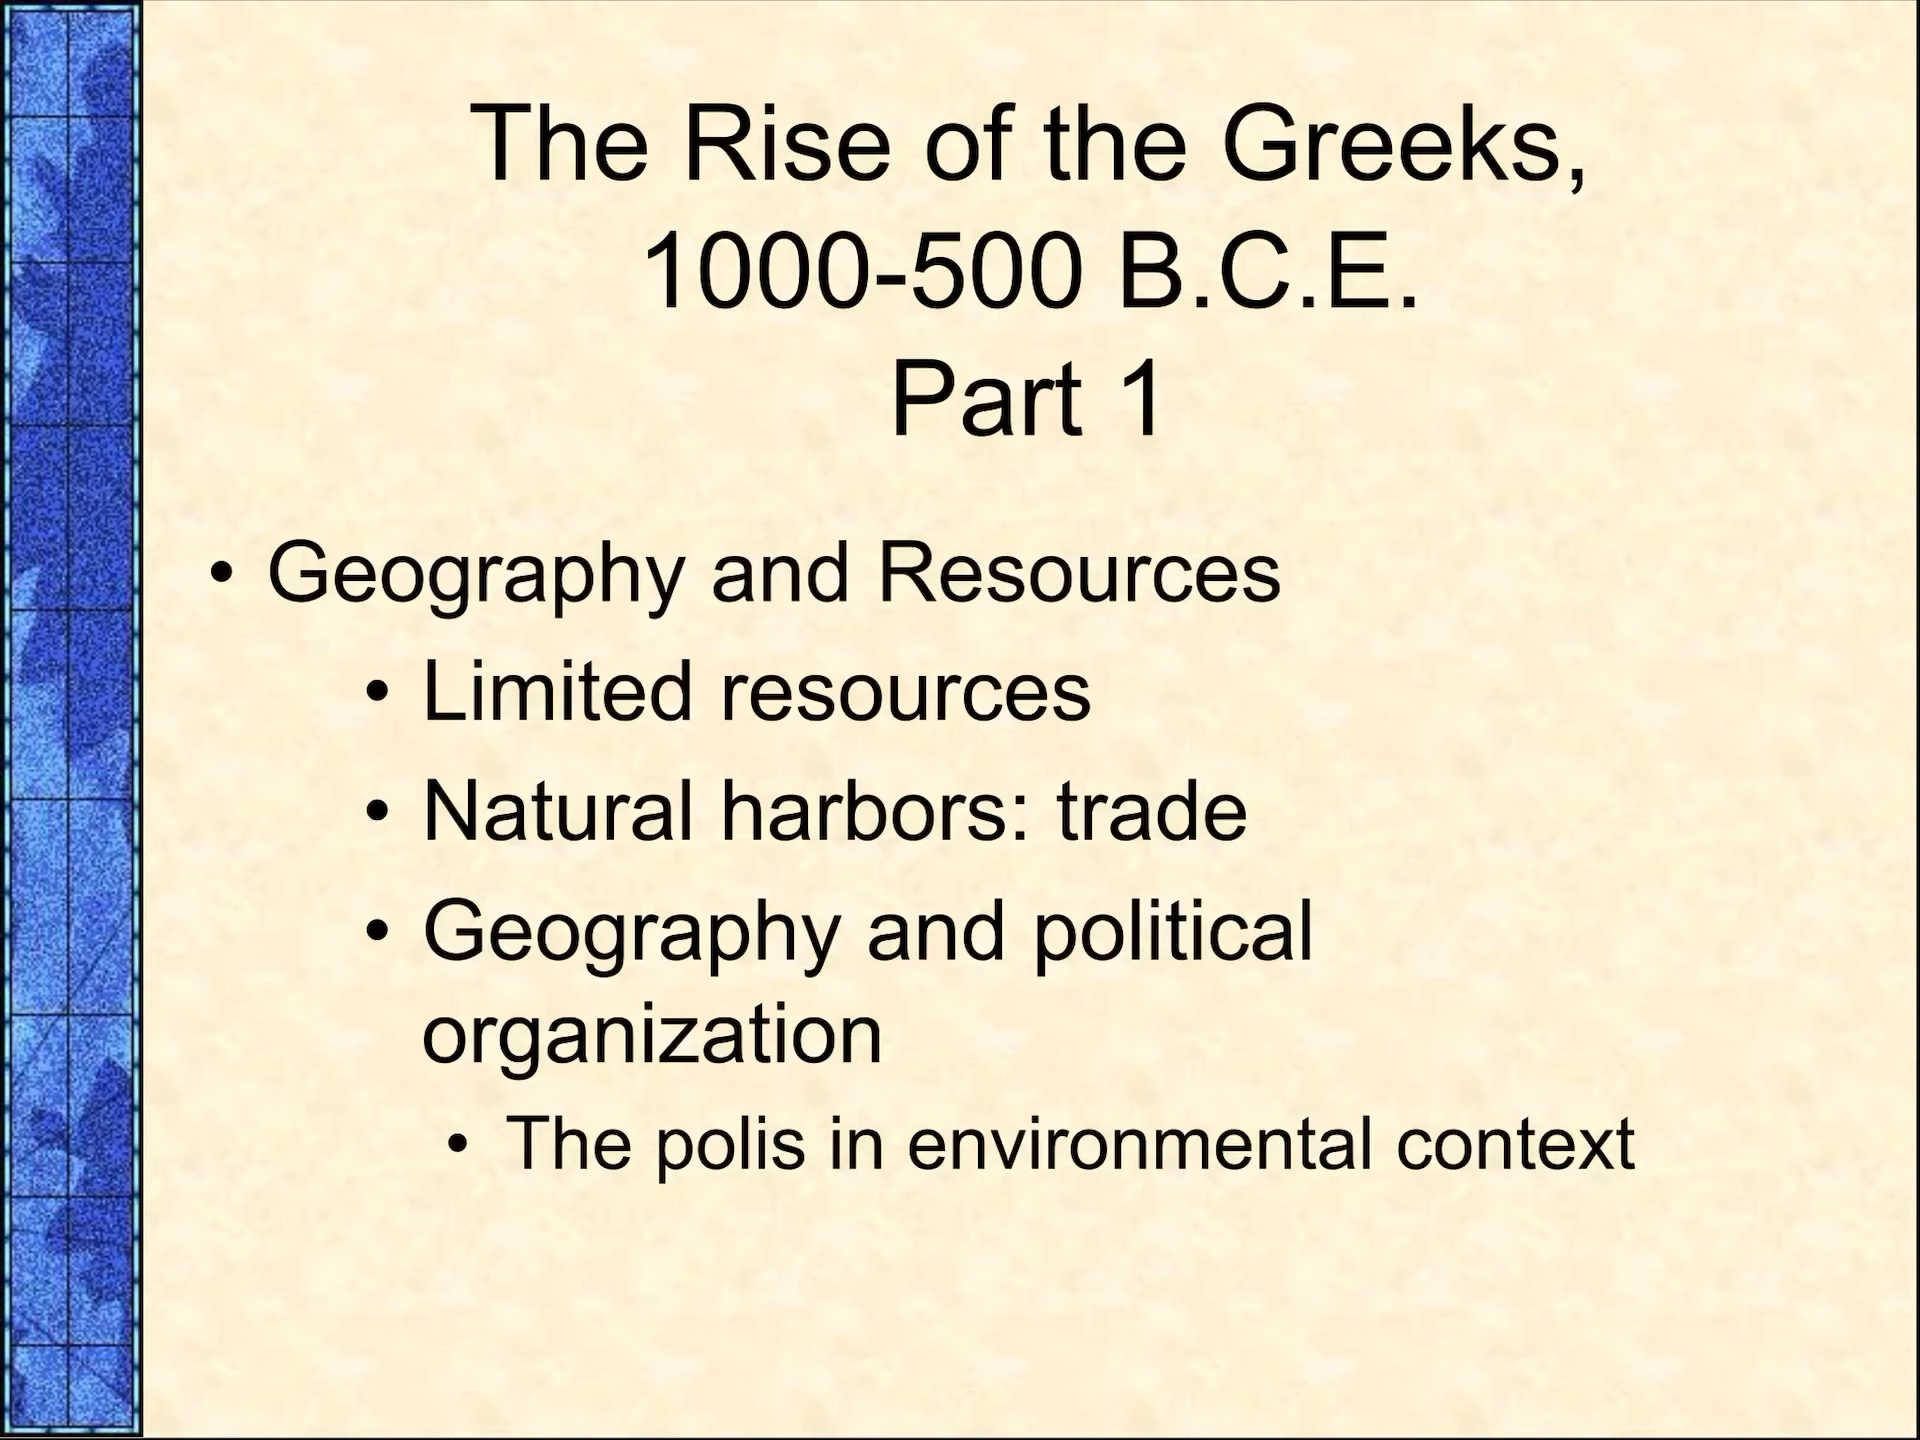 The Rise of the Greeks,
1000-500 B.C.E.
Part 1
• Geography and Resources
• Limited resources
• Natural harbors: trade
• Geography and political
organization
• The polis in environmental context